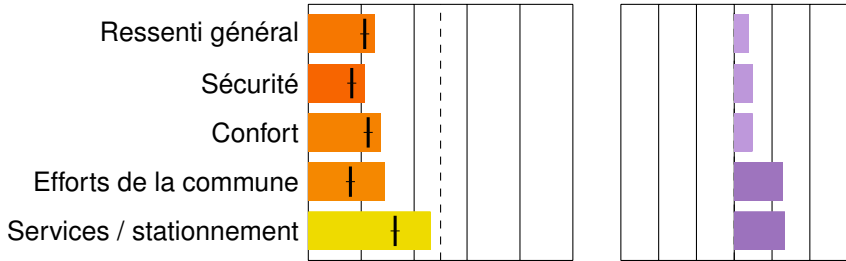 Ressenti général
Sécurité
Confort
Efforts de la commune
Services / stationnement